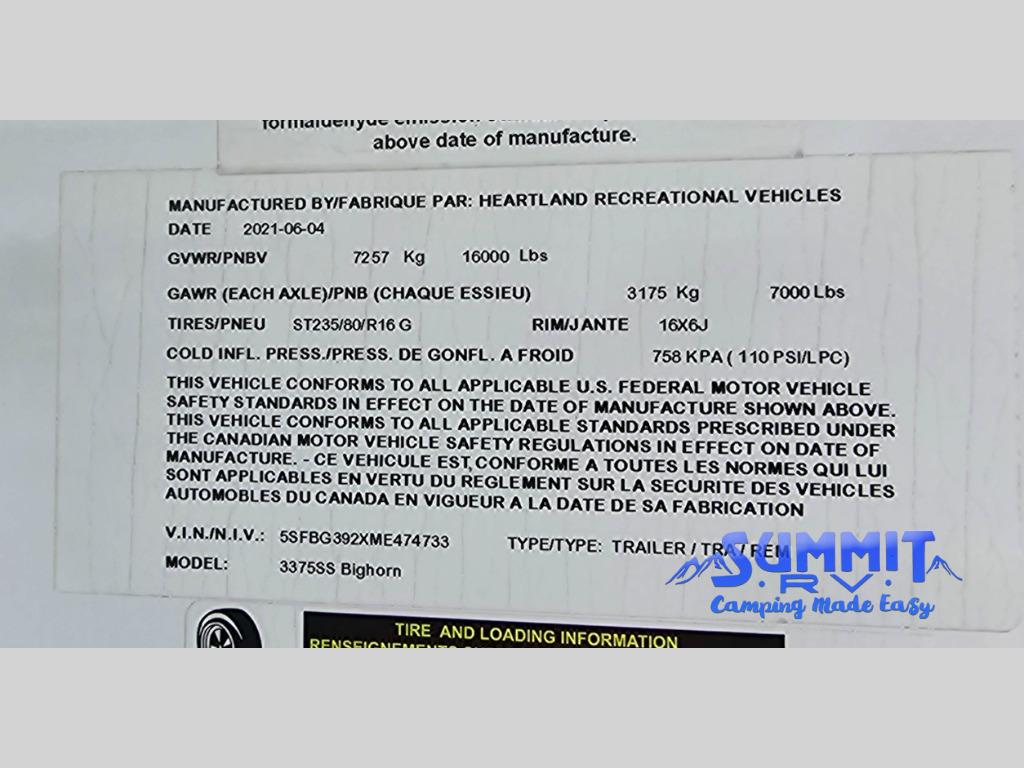 formaldehyde
above date of manufacture.
MANUFACTURED BY/FABRIQUE PAR: HEARTLAND RECREATIONAL VEHICLES
DATE 2021-06-04
GVWR/PNBV 7257 Kg 16000 Lbs
GAWR (EACH AXLE)/PNB (CHAQUE ESSIEU) 3175 Kg 7000 Lbs
TIRES/PNEU ST235/80/R16 G RIM/JANTE 16X6J
COLD INFL. PRESS./PRESS. DE GONFL. A FROID 758 KPA ( 110 PSI/LPC)
THIS VEHICLE CONFORMS TO ALL APPLICABLE U.S. FEDERAL MOTOR VEHICLE
SAFETY STANDARDS IN EFFECT ON THE DATE OF MANUFACTURE SHOWN ABOVE.
THIS VEHICLE CONFORMS TO ALL APPLICABLE STANDARDS PRESCRIBED UNDER
THE CANADIAN MOTOR VEHICLE SAFETY REGULATIONS IN EFFECT ON DATE OF
MANUFACTURE. - CE VEHICULE EST, CONFORME A TOUTES LES NORMES QUI LUI
SONT APPLICABLES EN VERTU DU REGLEMENT SUR LA SECURITE DES VEHICLES
AUTOMOBILES DU CANADA EN VIGUEUR A LA DATE DE SA FABRICATION
V.I.N./N.I.V.: 5SFBG392XME474733 TYPE/TYPE: TRAILER / TRA / REM
MODEL: 3375SS Bighorn
SUMMIT
R.V.
Camping Made Easy
TIRE AND LOADING INFORMATION
RENSEIGNEMENTS